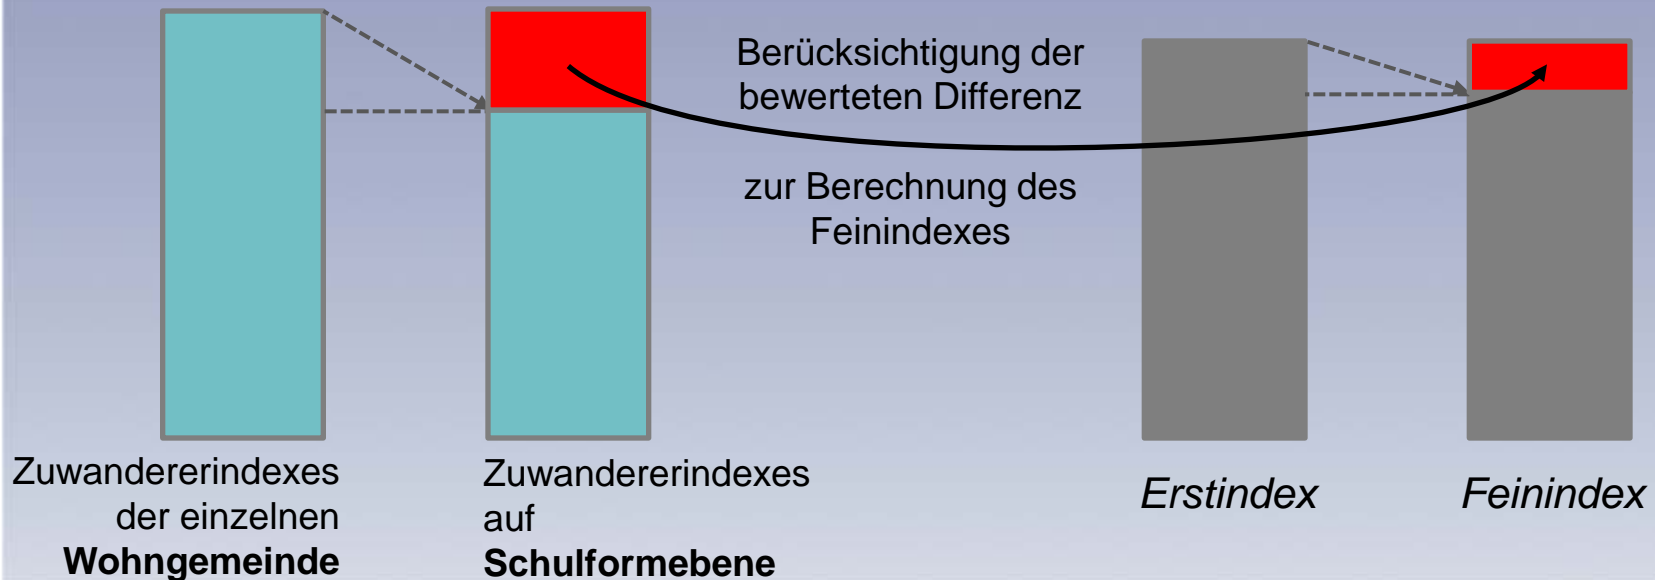 Berücksichtigung der
bewerteten Differenz
zur Berechnung des
Feinindexes
Zuwandererindexes
der einzelnen
Wohngemeinde
Zuwandererindexes
auf
Schulformebene
Erstindex
Feinindex